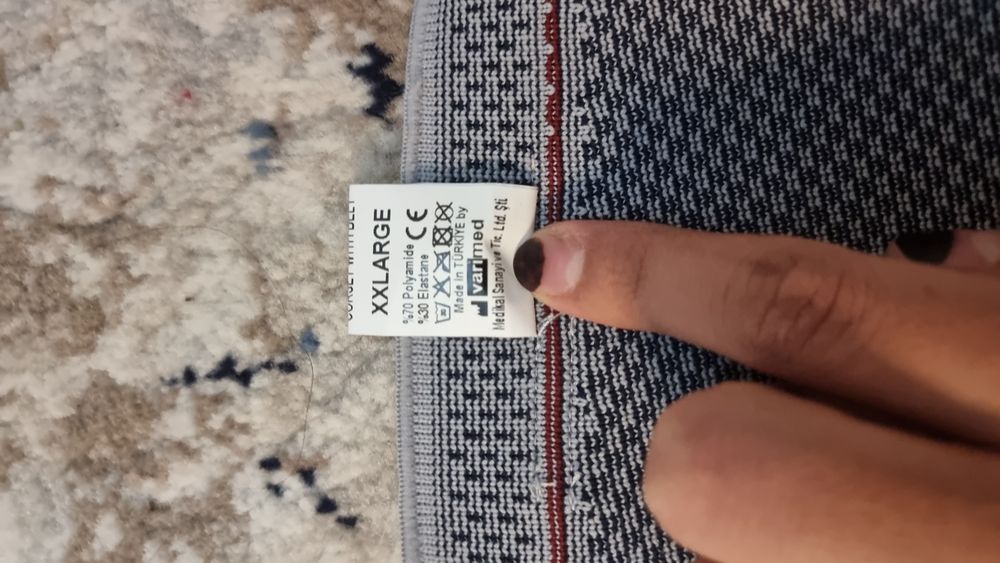 XXLARGE
%70 Polyamide
%30 Elastane CE
Made in TÜRKİYE by
varimed
Medikal Sanayi ve Tic. Ltd. Şti